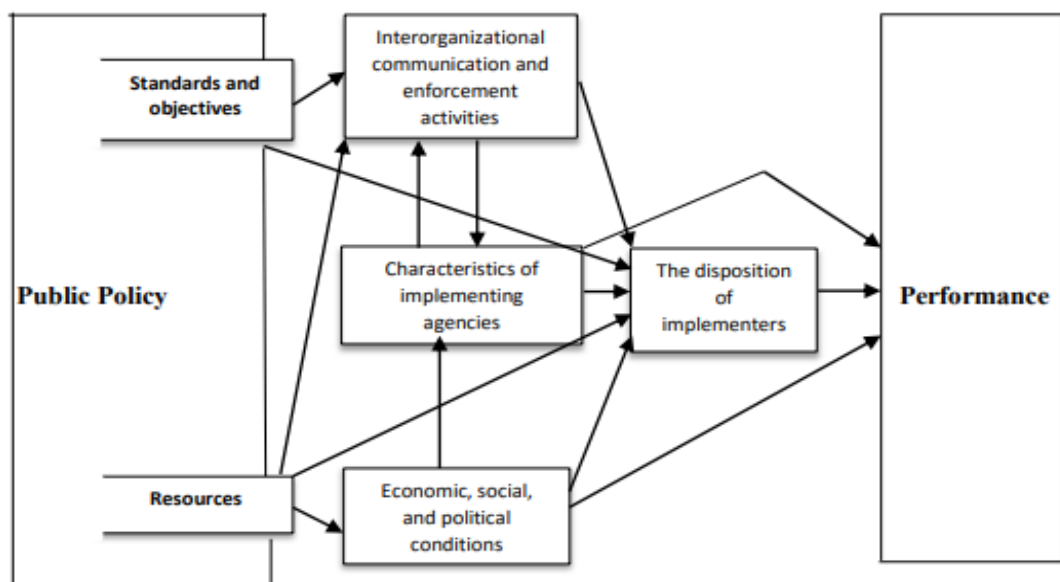 Interorganizational
communication and
enforcement
activities
Standards and
objectives
Public Policy
Characteristics of
implementing
agencies
The disposition
of
implementers
Performance
Resources
Economic, social,
and political
conditions